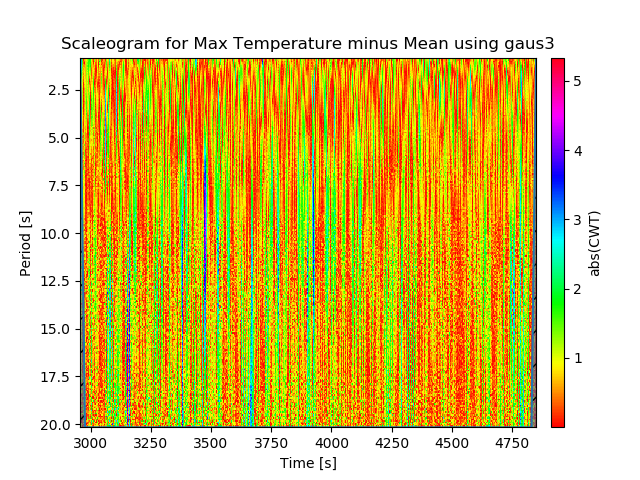 Scaleogram for Max Temperature minus Mean using gaus3
2.5
5.0
7.5
10.0
12.5
15.0
17.5
20.0
Period [s]
3000 3250 3500 3750 4000 4250 4500 4750
Time [s]
5
4
3
2
1
abs(CWT)